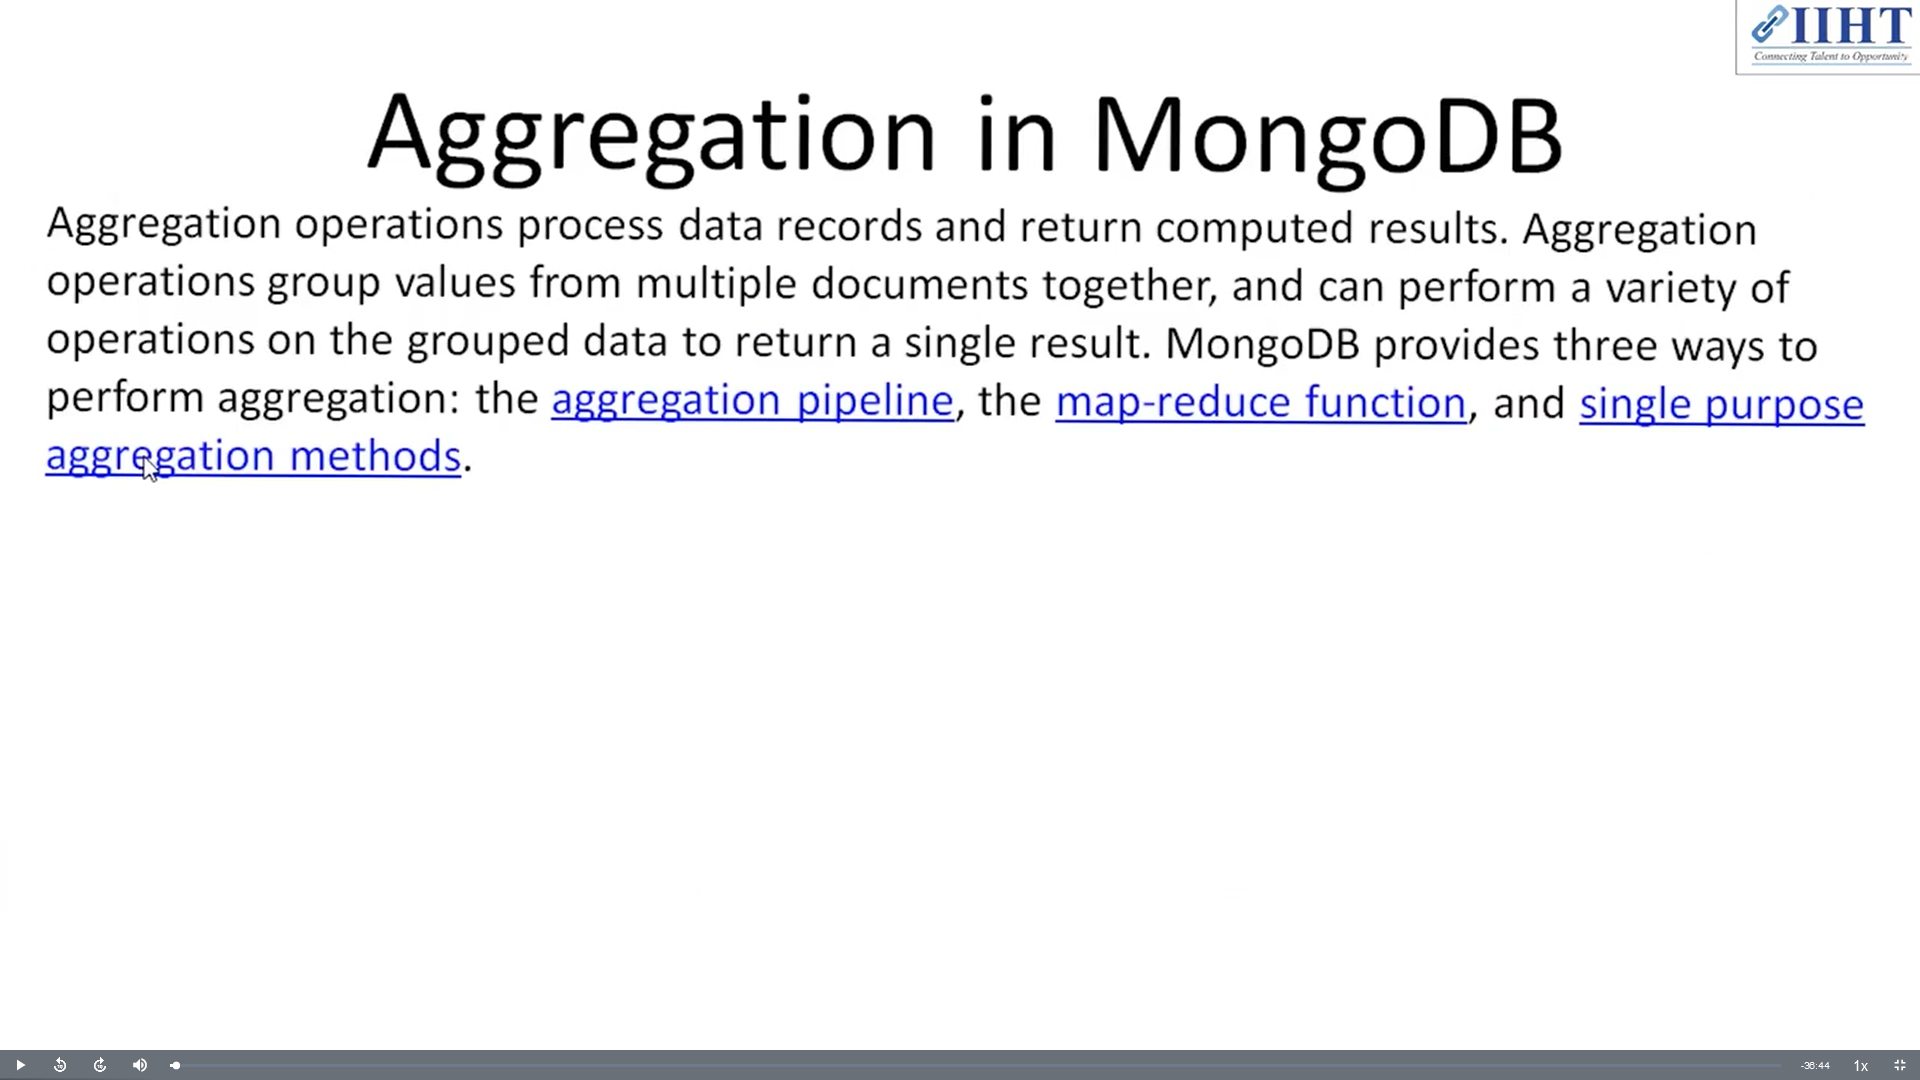 IIHT
Connecting Talent to Opportunity
Aggregation in MongoDB
Aggregation operations process data records and return computed results. Aggregation
operations group values from multiple documents together, and can perform a variety of
operations on the grouped data to return a single result. MongoDB provides three ways to
perform aggregation: the aggregation pipeline, the map-reduce function, and single purpose
aggregation methods.
-36:44 1x